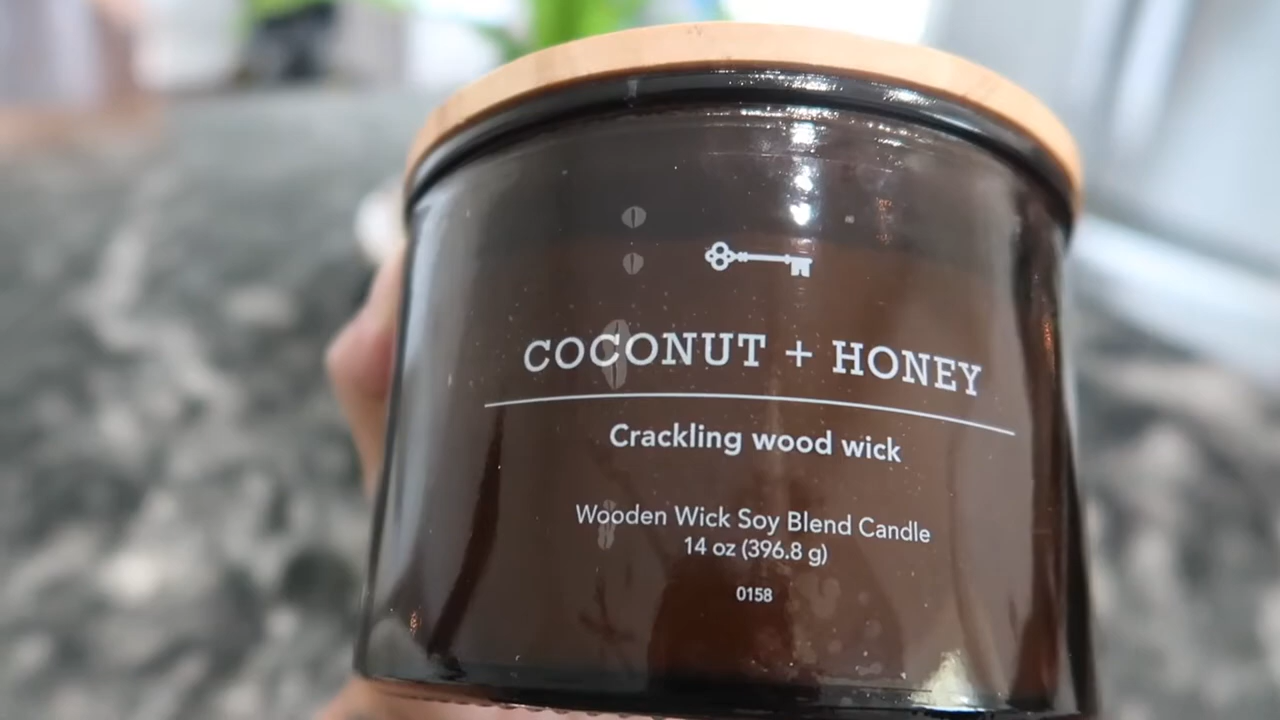 COCONUT + HONEY
Crackling wood wick
Wooden Wick Soy Blend Candle
14 oz (396.8 g)
0158